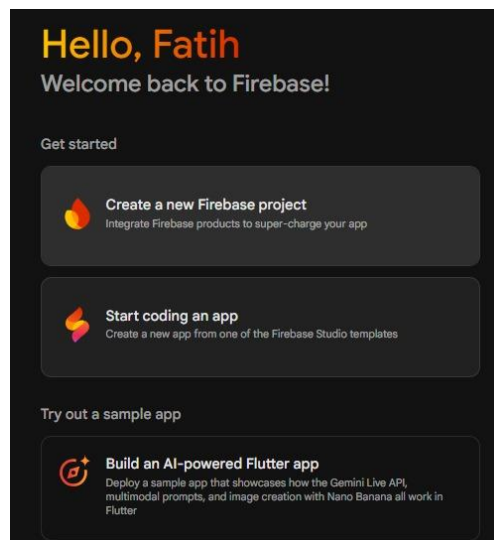 Hello, Fatih
Welcome back to Firebase!
Get started
Create a new Firebase project
Integrate Firebase products to super-charge your app
Start coding an app
Create a new app from one of the Firebase Studio templates
Try out a sample app
Build an AI-powered Flutter app
Deploy a sample app that showcases how the Gemini Live API,
multimodal prompts, and image creation with Nano Banana all work in
Flutter